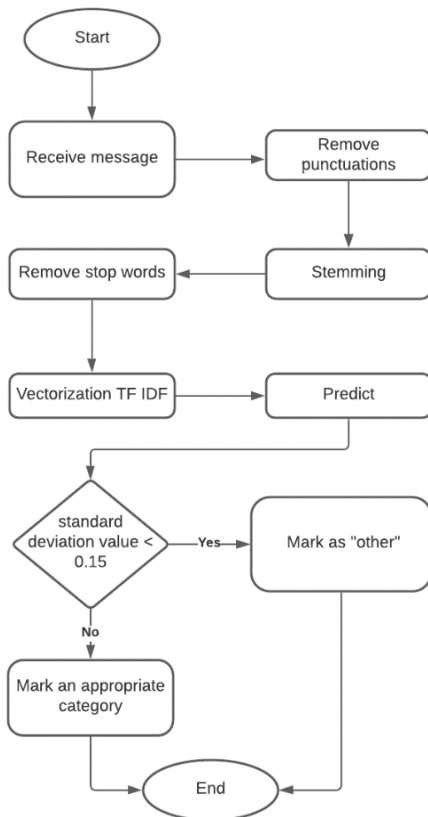 Start
Receive message
Remove
punctuations
Remove stop words
Stemming
Vectorization TF IDF
Predict
standard
deviation value <
0.15
Yes
Mark as "other"
No
Mark an appropriate
category
End